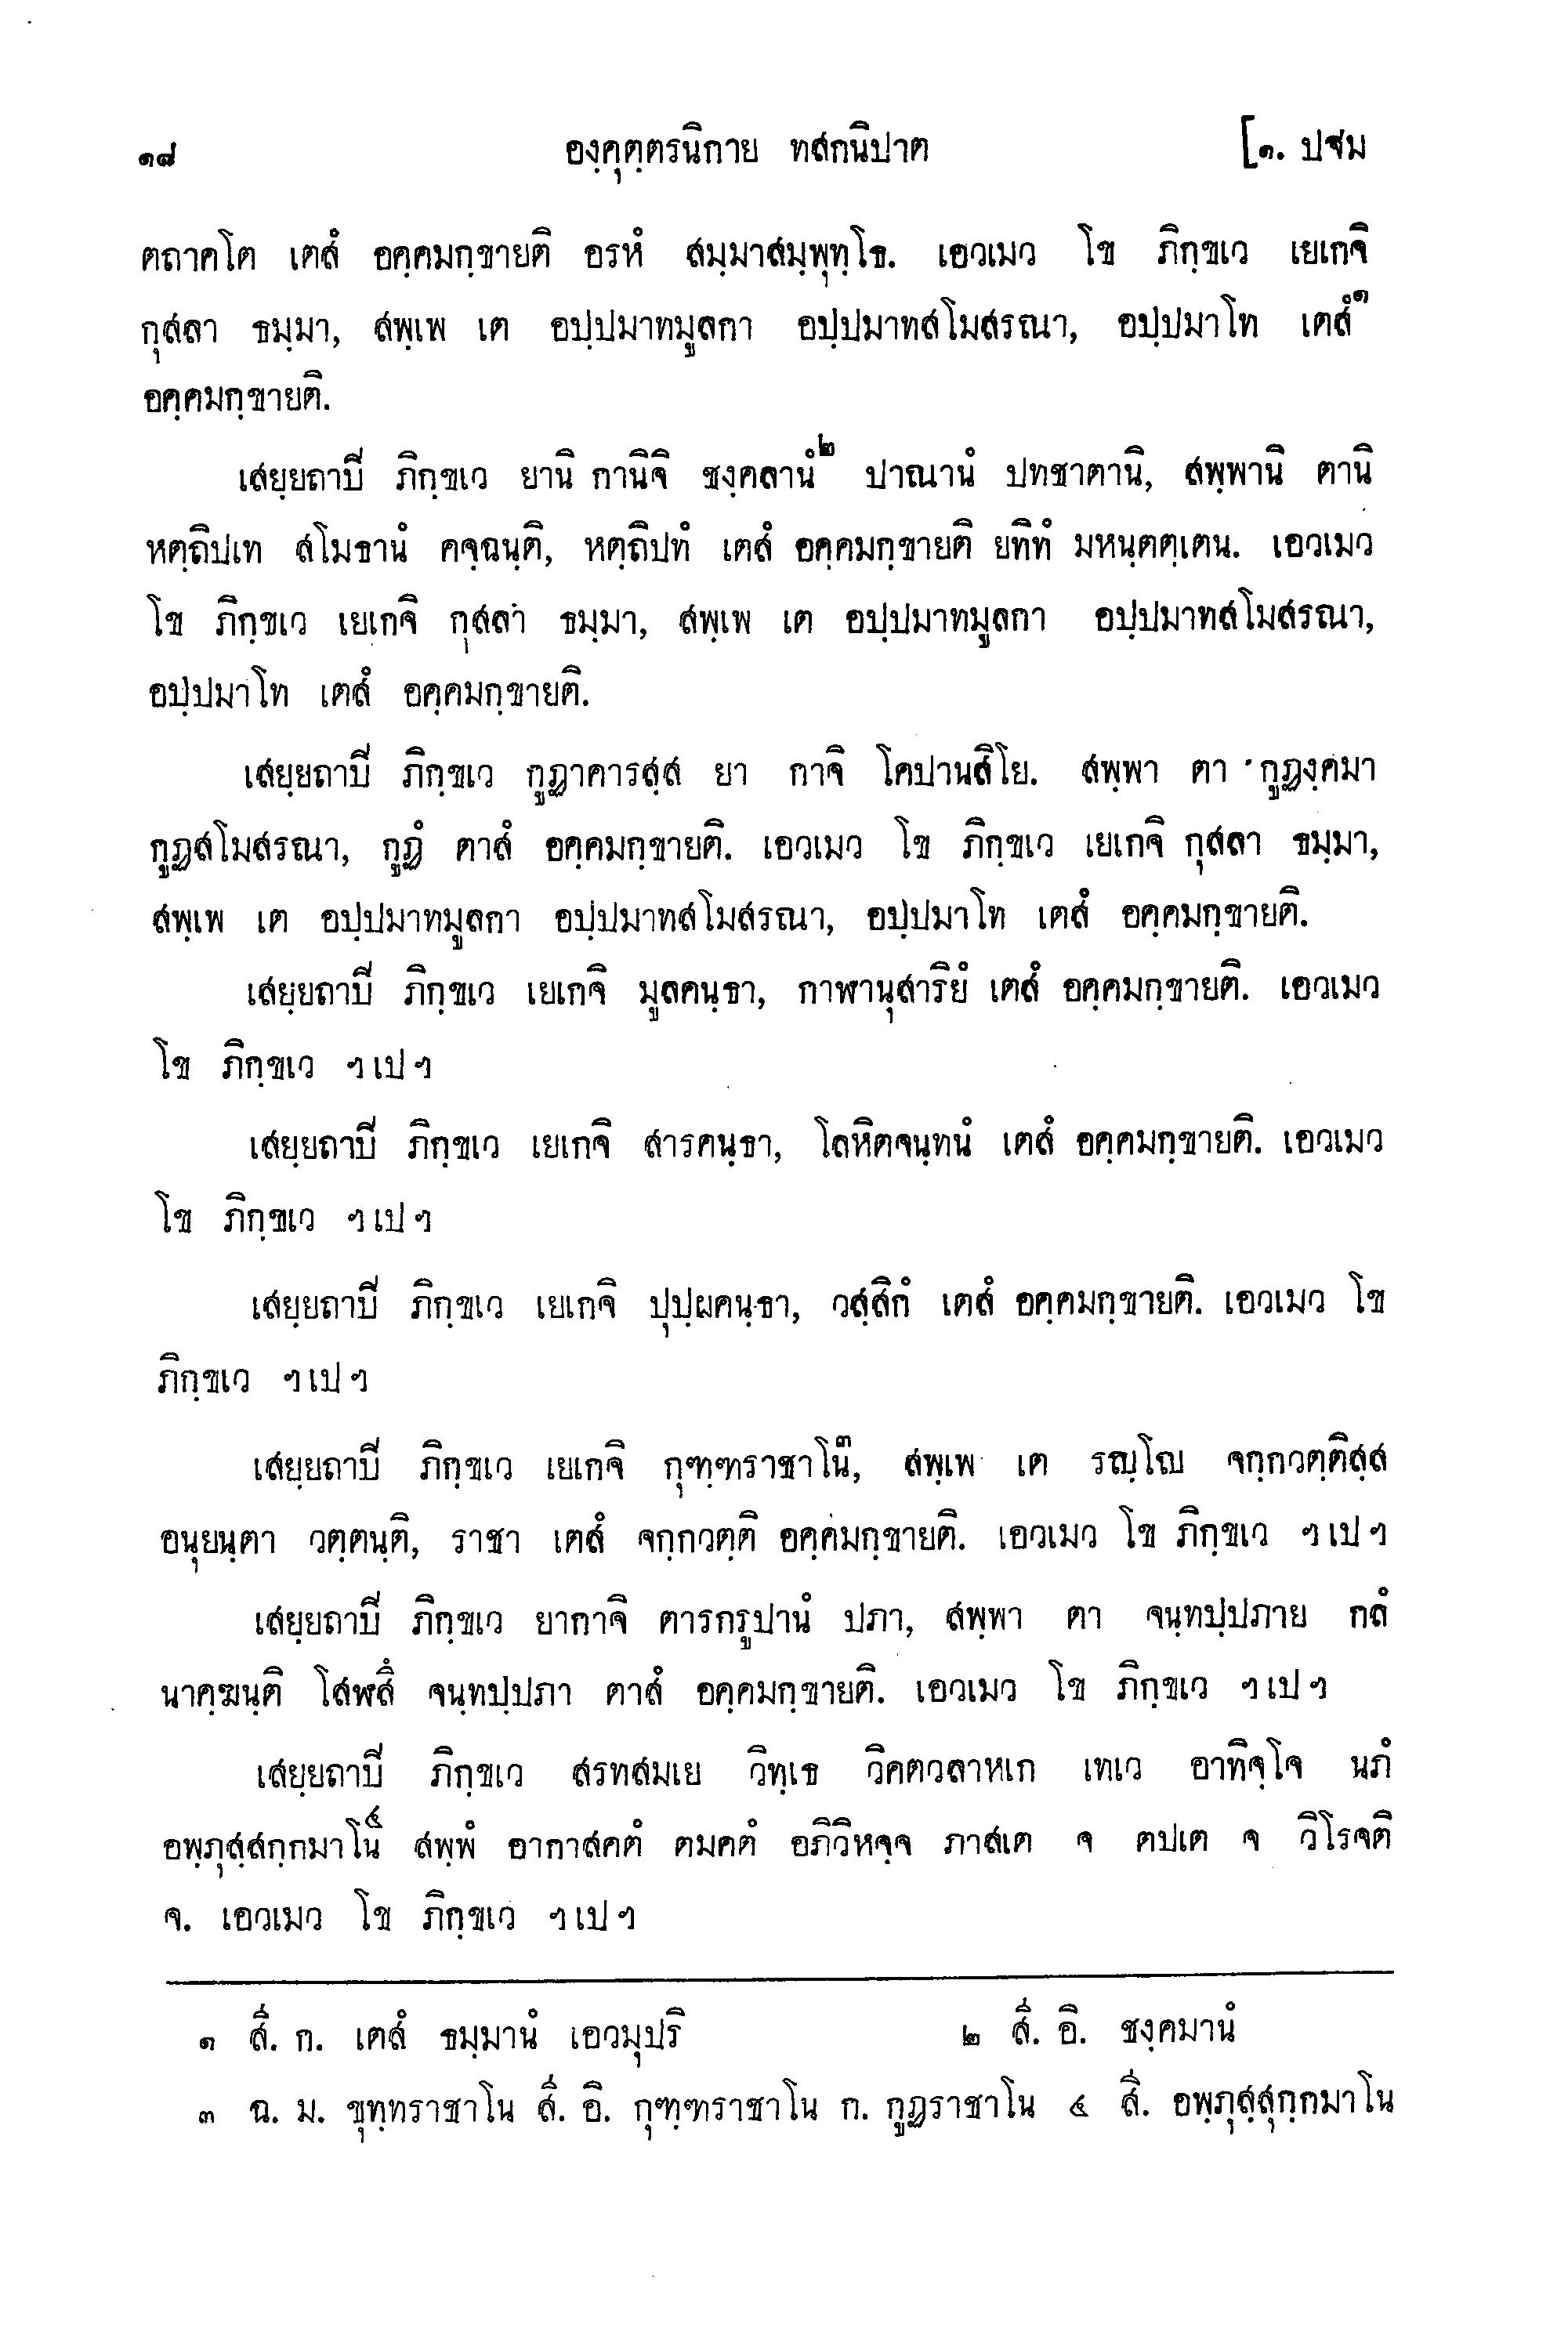 ๑๘ องฺคุตฺตรนิกาย ทสกนิปาต [๑. ปฐม
ตถาคโต เตสํ อคฺคมกฺขายติ อรหํ สมฺมาสมฺพุทฺโธ. เอวเมว โข ภิกฺขเว เยเกจิ
กุสลา ธมฺมา, สพฺเพ เต อปฺปมาทมูลกา อปฺปมาทสโมสรณา, อปฺปมาโท เตสํ๑
อคฺคมกฺขายติ.
เสยฺยถาปิ ภิกฺขเว ยานิ กานิจิ ชงฺคลานํ๒ ปาณานํ ปทชาตานิ, สพฺพานิ ตานิ
หตฺถิปเท สโมธานํ คจฺฉนฺติ, หตฺถิปทํ เตสํ อคฺคมกฺขายติ ยทิทํ มหนฺตตฺเตน. เอวเมว
โข ภิกฺขเว เยเกจิ กุสลา ธมฺมา, สพฺเพ เต อปฺปมาทมูลกา อปฺปมาทสโมสรณา,
อปฺปมาโท เตสํ อคฺคมกฺขายติ.
เสยฺยถาปิ ภิกฺขเว กูฏาคารสฺส ยา กาจิ โคปานสิโย. สพฺพา ตา กูฏงฺคมา
กูฏสโมสรณา, กูฏํ ตาสํ อคฺคมกฺขายติ. เอวเมว โข ภิกฺขเว เยเกจิ กุสลา ธมฺมา,
สพฺเพ เต อปฺปมาทมูลกา อปฺปมาทสโมสรณา, อปฺปมาโท เตสํ อคฺคมกฺขายติ.
เสยฺยถาปิ ภิกฺขเว เยเกจิ มูลคนฺธา, กาฬานุสาริยํ เตสํ อคฺคมกฺขายติ. เอวเมว
โข ภิกฺขเว ฯเปฯ
เสยฺยถาปิ ภิกฺขเว เยเกจิ สารคนฺธา, โลหิตจนฺทนํ เตสํ อคฺคมกฺขายติ. เอวเมว
โข ภิกฺขเว ฯเปฯ
เสยฺยถาปิ ภิกฺขเว เยเกจิ ปุปฺผคนฺธา, วสฺสิกํ เตสํ อคฺคมกฺขายติ. เอวเมว โข
ภิกฺขเว ฯเปฯ
เสยฺยถาปิ ภิกฺขเว เยเกจิ กุฑฺฑราชาโน๓, สพฺเพ เต รญฺโญ จกฺกวตฺติสฺส
อนุยนฺตา วตฺตนฺติ, ราชา เตสํ จกฺกวตฺติ อคฺคมกฺขายติ. เอวเมว โข ภิกฺขเว ฯเปฯ
เสยฺยถาปิ ภิกฺขเว ยากาจิ ตารกรูปานํ ปภา, สพฺพา ตา จนฺทปฺปภาย กลํ
นาคฺฆนฺติ โสฬสึ จนฺทปฺปภา ตาสํ อคฺคมกฺขายติ. เอวเมว โข ภิกฺขเว ฯเปฯ
เสยฺยถาปิ ภิกฺขเว สรทสมเย วิทฺเธ วิคตวลาหเก เทเว อาทิจฺโจ นภํ
อพฺภุสฺสกฺกมาโน๔ สพฺพํ อากาสคตํ ตมคตํ อภิวิหจฺจ ภาสเต จ ตปเต จ วิโรจติ
จ. เอวเมว โข ภิกฺขเว ฯเปฯ
๑ สี. ก. เตสํ ธมฺมานํ เอวมุปริ ๒ สี. อิ. ชงฺคมานํ
๓ ฉ. ม. ขุทฺทราชาโน สี. อิ. กุฑฺฑราชาโน ก. กูฏราชาโน ๔ สี. อพฺภุสฺสุกฺกมาโน